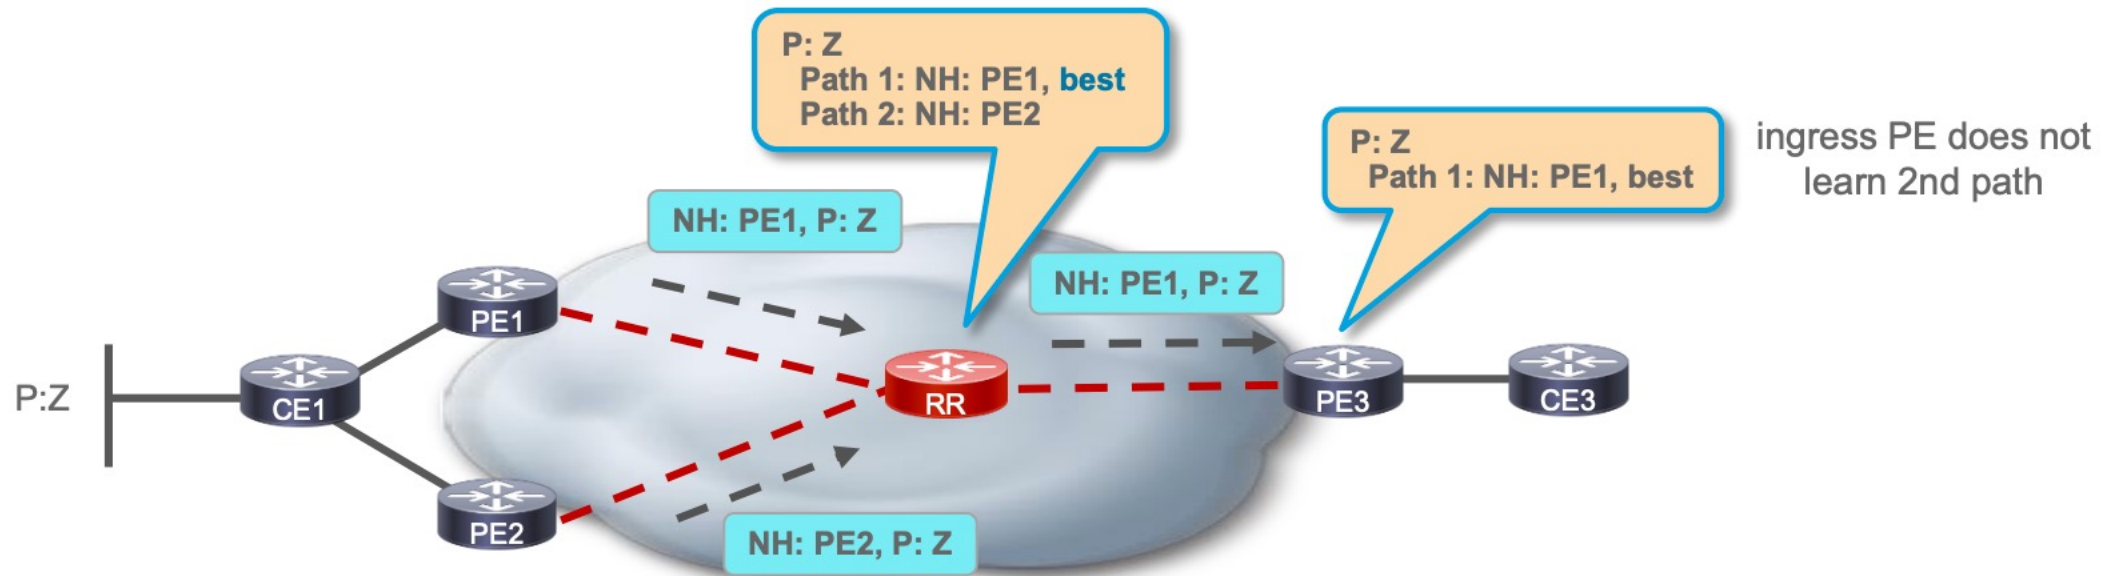 P: Z
Path 1: NH: PE1, best
Path 2: NH: PE2
P: Z
Path 1: NH: PE1, best
ingress PE does not
learn 2nd path
NH: PE1, P: Z
NH: PE1, P: Z
PE1
P:Z
CE1
RR
PE3
CE3
PE2
NH: PE2, P: Z